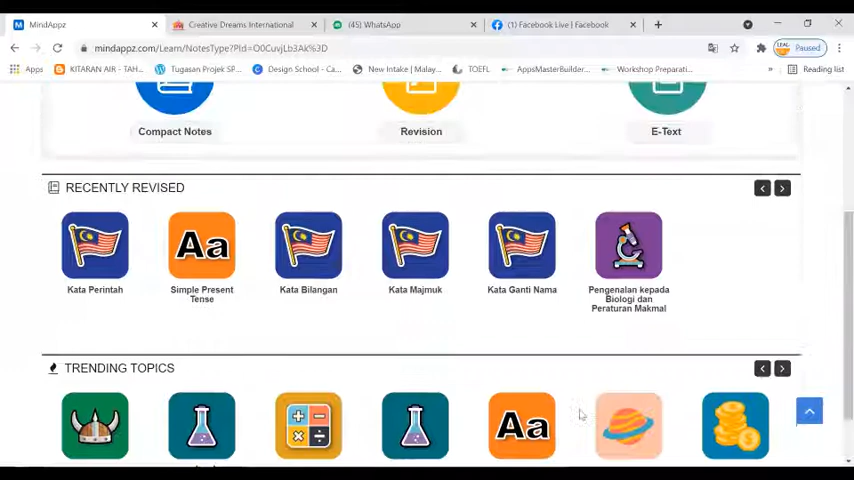 MindAppz
Creative Dreams International
(45) WhatsApp
(1) Facebook Live | Facebook
mindappz.com/Learn/NotesType?PId=O0CuvjLb3Ak%3D
Paused
Apps
KITARAN AIR - TAH...
Tugasan Projek SP...
Design School - Ca...
New Intake | Malay...
TOEFL
AppsMasterBuilder...
Workshop Preparati...
»
Reading list
Compact Notes
Revision
E-Text
RECENTLY REVISED
Aa
Kata Perintah
Simple Present
Tense
Kata Bilangan
Kata Majmuk
Kata Ganti Nama
Pengenalan kepada
Biologi dan
Peraturan Makmal
TRENDING TOPICS
Aa